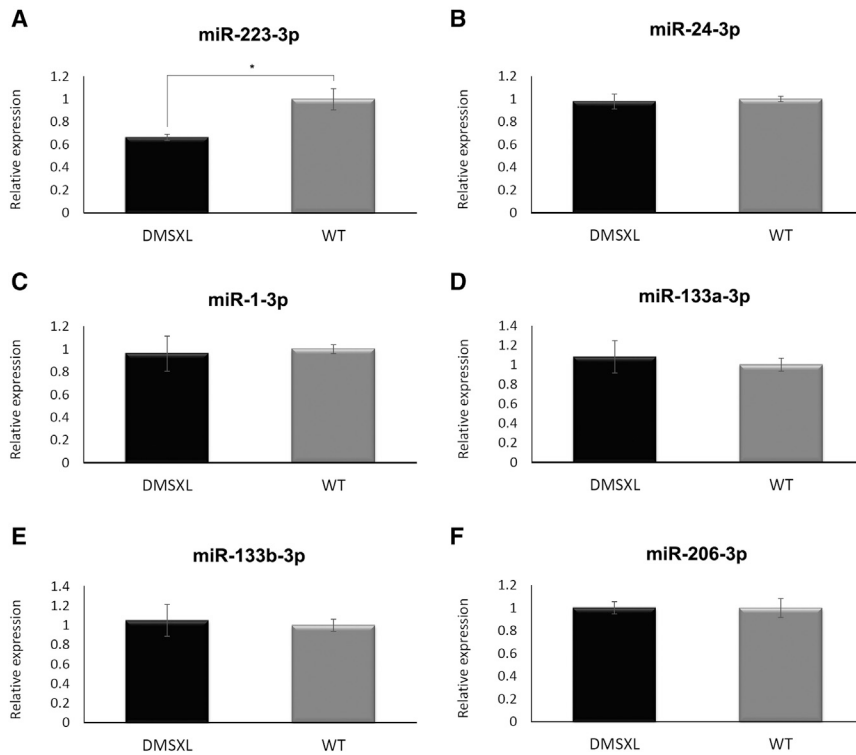 A
miR-223-3p
*
Relative expression
1.2
1
0.8
0.6
0.4
0.2
0
DMSXL
WT
B
miR-24-3p
Relative expression
1.2
1
0.8
0.6
0.4
0.2
0
DMSXL
WT
C
miR-1-3p
Relative expression
1.2
1
0.8
0.6
0.4
0.2
0
DMSXL
WT
D
miR-133a-3p
Relative expression
1.4
1.2
1
0.8
0.6
0.4
0.2
0
DMSXL
WT
E
miR-133b-3p
Relative expression
1.4
1.2
1
0.8
0.6
0.4
0.2
0
DMSXL
WT
F
miR-206-3p
Relative expression
1.2
1
0.8
0.6
0.4
0.2
0
DMSXL
WT